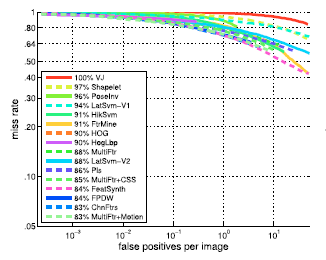 1
.80
.64
.50
.40
.30
.20
.10
.05
miss rate
100% VJ
97% Shapelet
96% PoseInv
94% LatSvm-V1
91% HikSvm
91% FtrMine
90% HOG
90% HogLbp
88% MultiFtr
88% LatSvm-V2
86% Pls
85% MultiFtr+CSS
84% FeatSynth
84% FPDW
83% ChnFtrs
83% MultiFtr+Motion
10-3 10-2 10-1 100 101
false positives per image